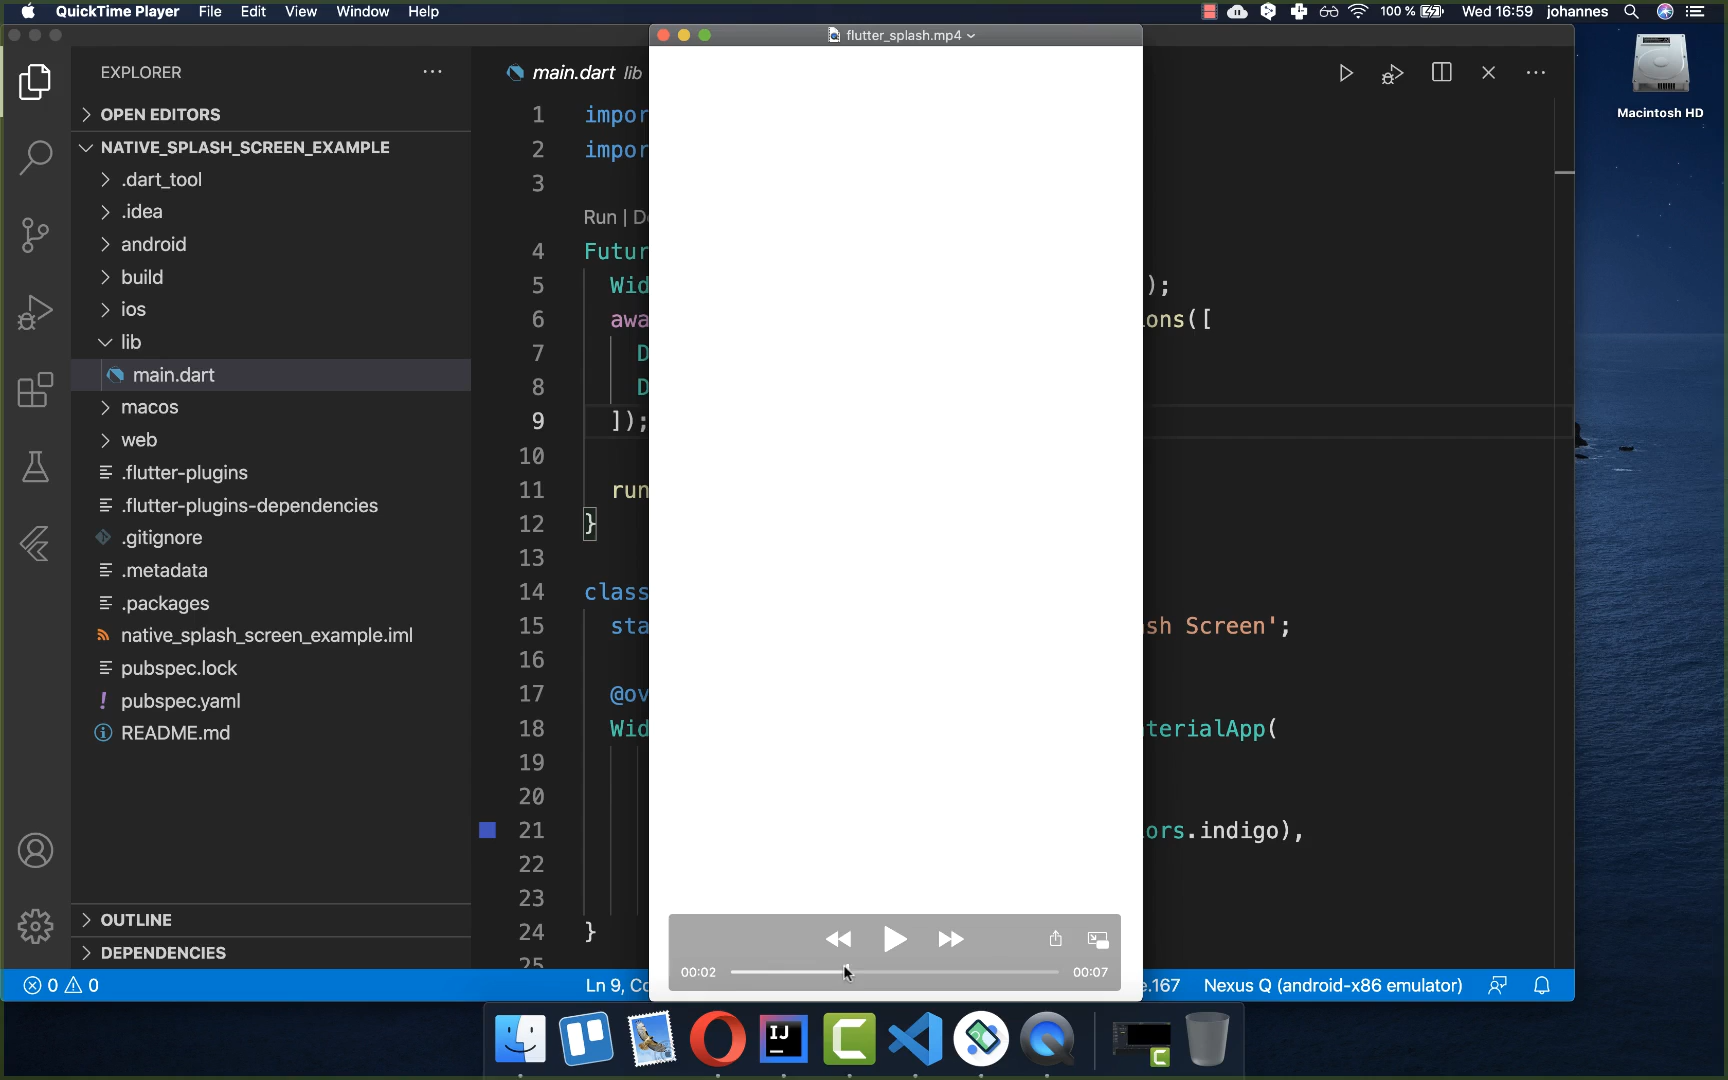 QuickTime Player File Edit View Window Help 100 % Wed 16:59 johannes
flutter_splash.mp4
Macintosh HD
EXPLORER
OPEN EDITORS
NATIVE_SPLASH_SCREEN_EXAMPLE
.dart_tool
.idea
android
build
ios
lib
main.dart
macos
web
.flutter-plugins
.flutter-plugins-dependencies
.gitignore
.metadata
.packages
native_splash_screen_example.iml
pubspec.lock
pubspec.yaml
README.md
OUTLINE
DEPENDENCIES
main.dart lib
1 impor
2 impor
3
Run | D
4 Futur
5 Wid );
6 awa ons([
7 D
8 D
9 ]);
10
11 run
12 }
13
14 class
15 sta sh Screen';
16
17 @ov
18 Wid terialApp(
19
20
21 ors.indigo),
22
23
24 }
25
00:02 00:07
0 0 Ln 9, Co .167 Nexus Q (android-x86 emulator)
IJ